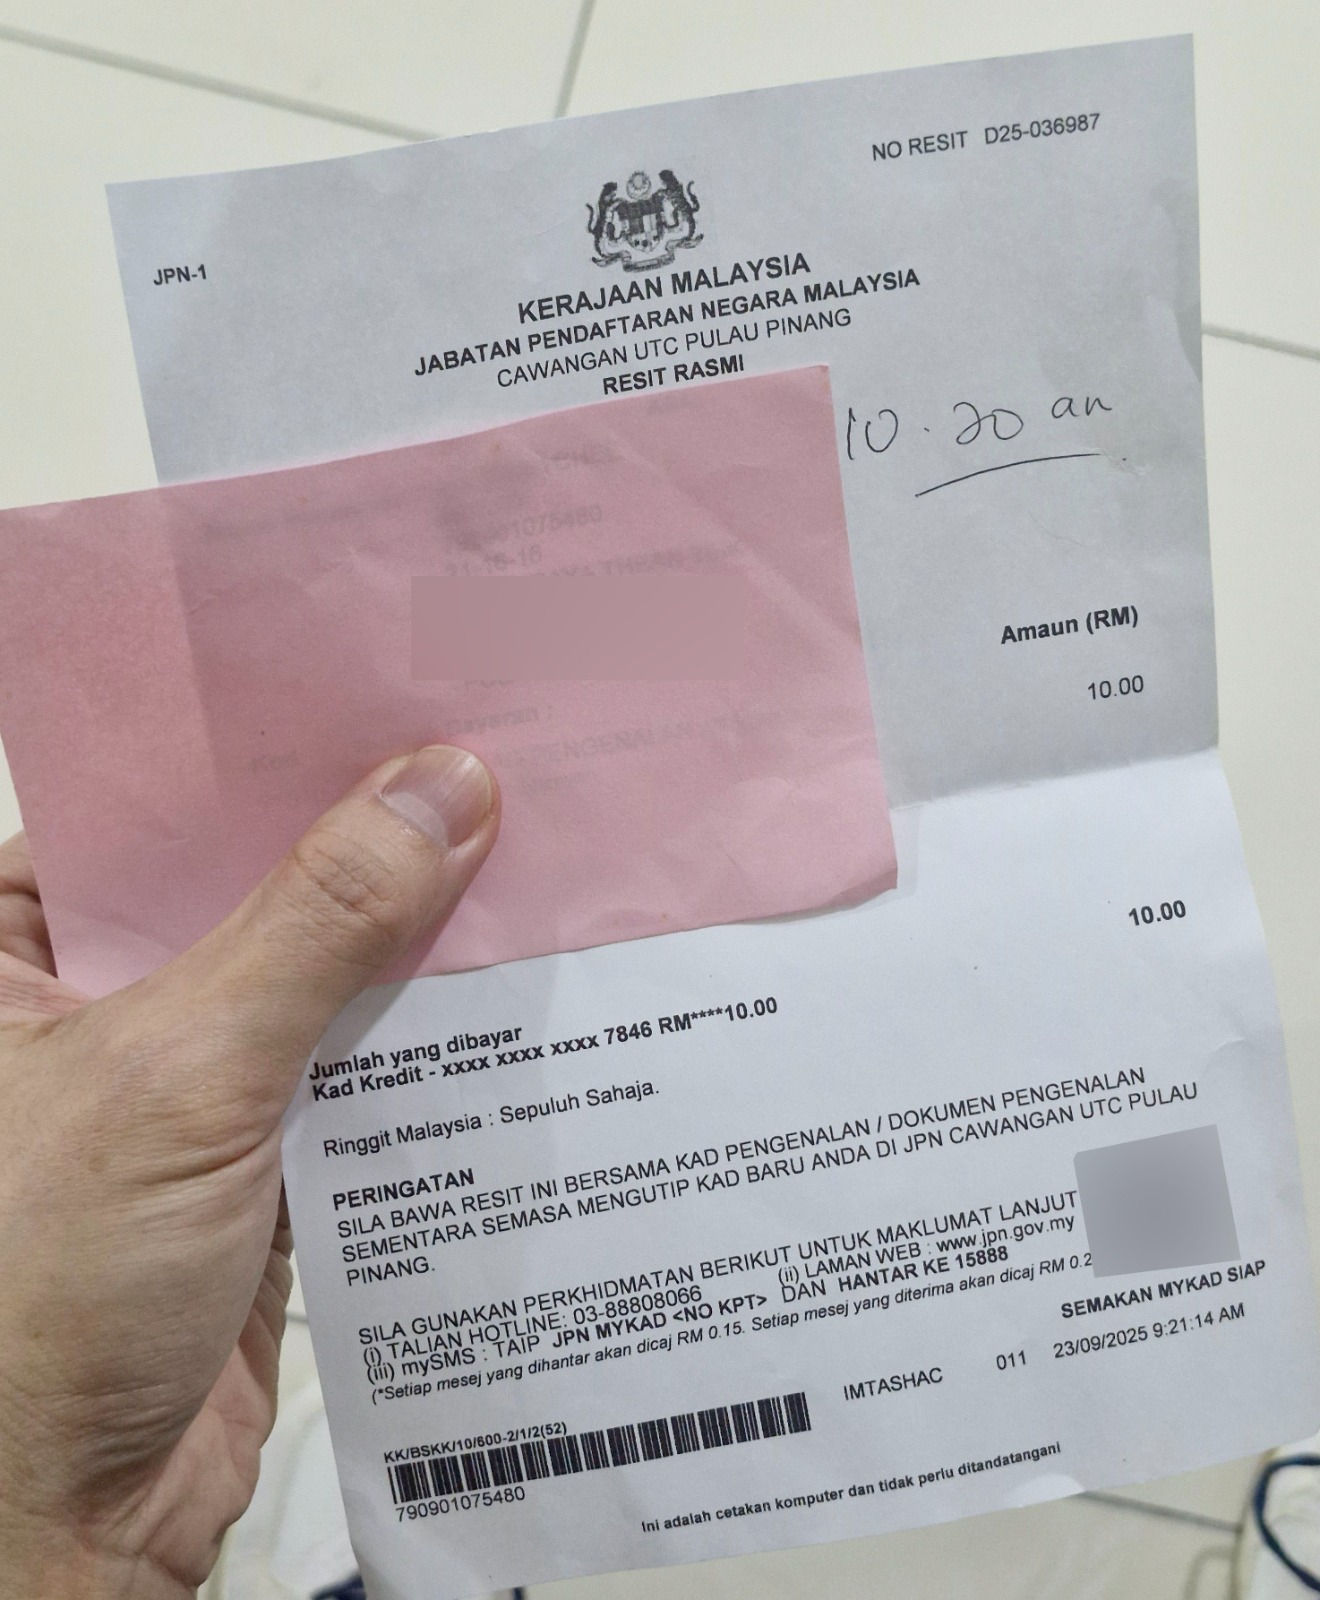 NO RESIT D25-036987
JPN-1
KERAJAAN MALAYSIA
JABATAN PENDAFTARAN NEGARA MALAYSIA
CAWANGAN UTC PULAU PINANG
RESIT RASMI
10.20 am
Amaun (RM)
10.00
10.00
Jumlah yang dibayar
Kad Kredit - xxxx xxxx xxxx 7846 RM****10.00
Ringgit Malaysia : Sepuluh Sahaja.
PERINGATAN
SILA BAWA RESIT INI BERSAMA KAD PENGENALAN / DOKUMEN PENGENALAN
SEMENTARA SEMASA MENGUTIP KAD BARU ANDA DI JPN CAWANGAN UTC PULAU
PINANG.
SILA GUNAKAN PERKHIDMATAN BERIKUT UNTUK MAKLUMAT LANJUT
(i) TALIAN HOTLINE: 03-88808066 (ii) LAMAN WEB : www.jpn.gov.my
(iii) mySMS : TAIP JPN MYKAD <NO KPT> DAN HANTAR KE 15888
(*Setiap mesej yang dihantar akan dicaj RM 0.15. Setiap mesej yang diterima akan dicaj RM 0.2
SEMAKAN MYKAD SIAP
IMTASHAC 011 23/09/2025 9:21:14 AM
KK/BSKK/10/600-2/1/2(52)
790901075480
Ini adalah cetakan komputer dan tidak perlu ditandatangani